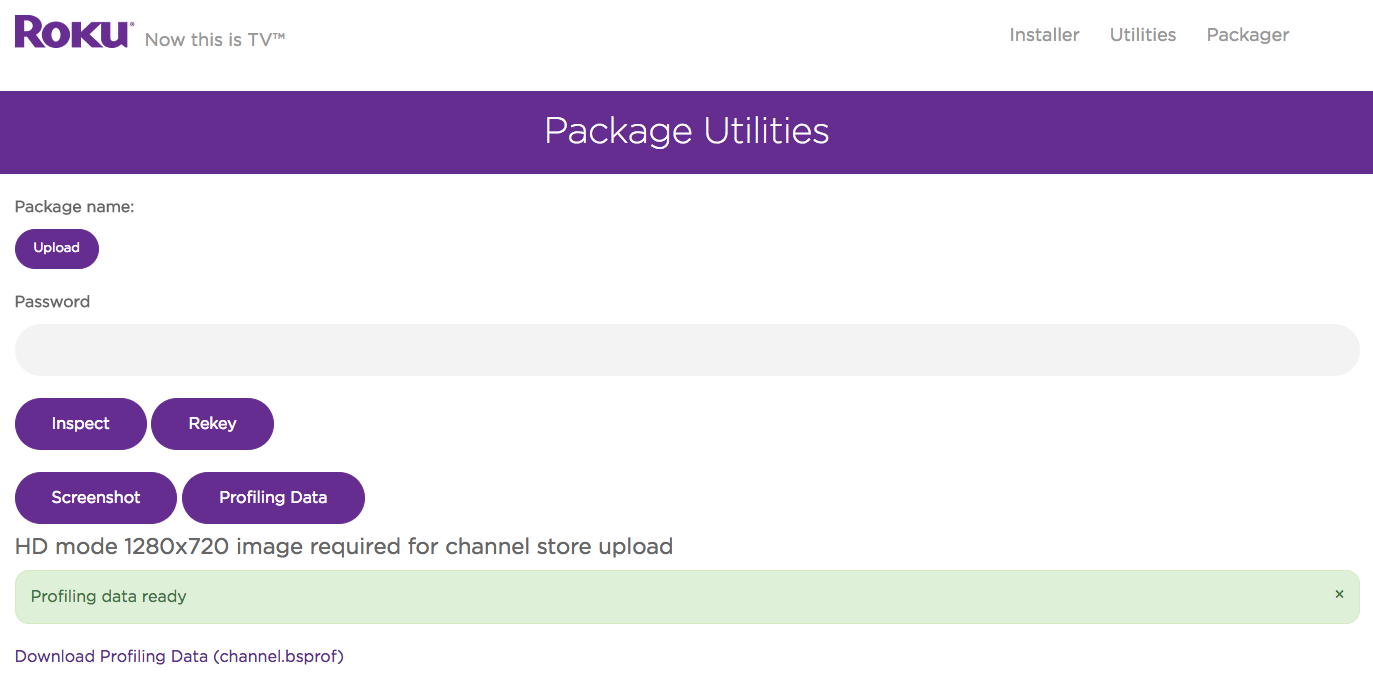 Roku® Now this is TV™
Installer Utilities Packager
Package Utilities
Package name:
Upload
Password
Inspect Rekey
Screenshot Profiling Data
HD mode 1280x720 image required for channel store upload
Profiling data ready ×
Download Profiling Data (channel.bsprof)